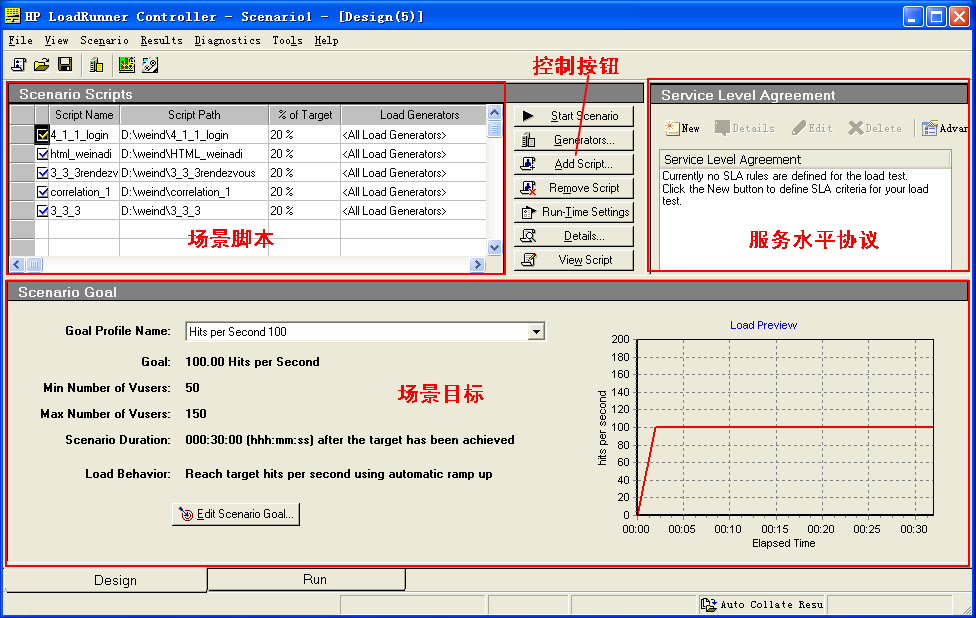 HP LoadRunner Controller - Scenario1 - [Design(5)]
File View Scenario Results Diagnostics Tools Help
控制按钮
Scenario Scripts
Script Name Script Path % of Target Load Generators
4_1_1_login D:\weind\4_1_1_login 20 % <All Load Generators>
html_weinadi D:\weind\HTML_weinadi 20 % <All Load Generators>
3_3_3rendezv D:\weind\3_3_3rendezvous 20 % <All Load Generators>
correlation_1 D:\weind\correlation_1 20 % <All Load Generators>
3_3_3 D:\weind\3_3_3 20 % <All Load Generators>
场景脚本
Start Scenario
Generators...
Add Script...
Remove Script
Run-Time Settings
Details...
View Script
Service Level Agreement
New Details Edit Delete Advan
Service Level Agreement
Currently no SLA rules are defined for the load test.
Click the New button to define SLA criteria for your load
test.
服务水平协议
Scenario Goal
Goal Profile Name: Hits per Second 100
Goal: 100.00 Hits per Second
Min Number of Vusers: 50
Max Number of Vusers: 150
Scenario Duration: 000:30:00 (hhh:mm:ss) after the target has been achieved
Load Behavior: Reach target hits per second using automatic ramp up
Edit Scenario Goal...
场景目标
Load Preview
hits per second
200
180
160
140
120
100
80
60
40
20
0
00:00 00:05 00:10 00:15 00:20 00:25 00:30
Elapsed Time
Design Run
Auto Collate Resu